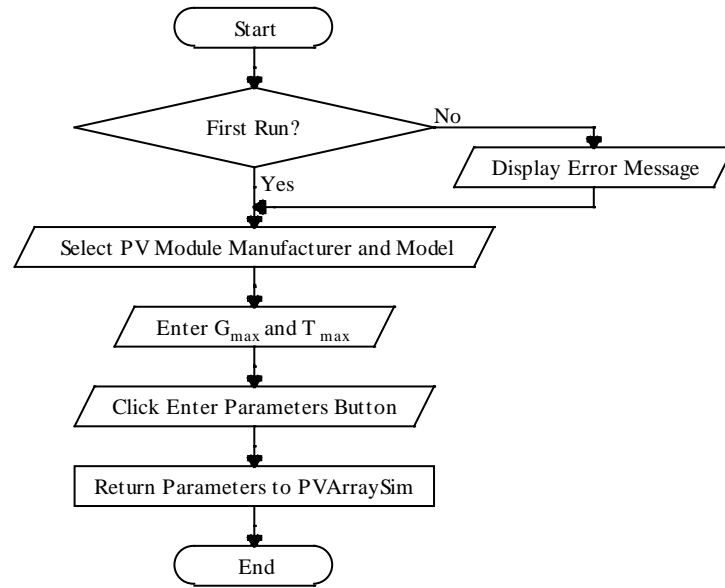 Start
First Run?
No
Display Error Message
Yes
Select PV Module Manufacturer and Model
Enter Gmax and Tmax
Click Enter Parameters Button
Return Parameters to PVArraySim
End